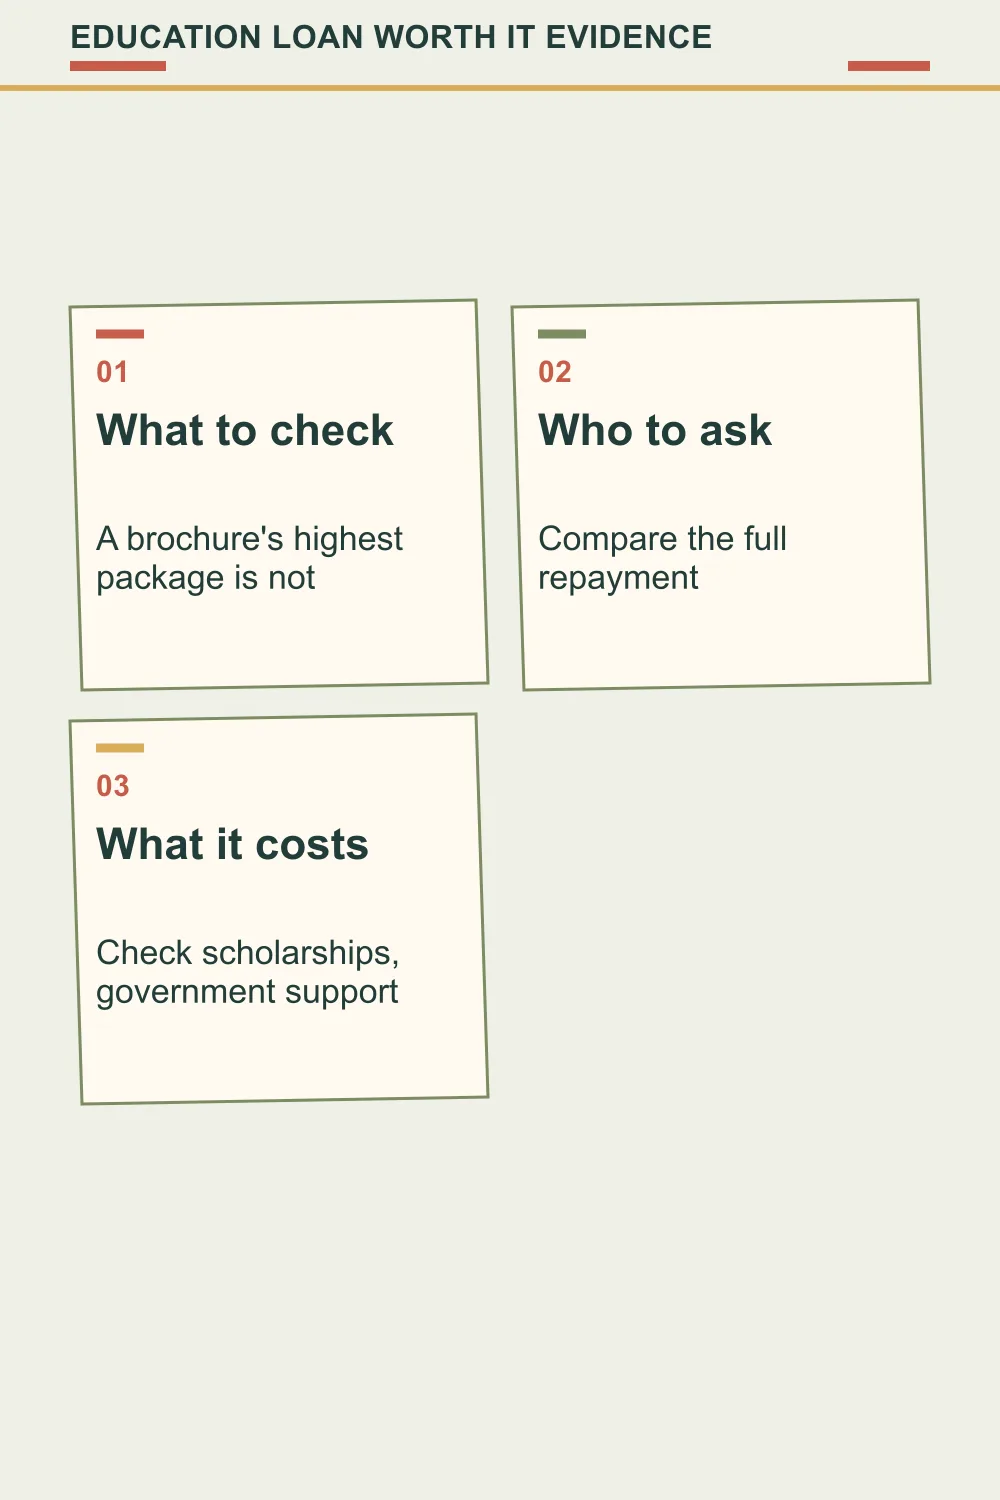 EDUCATION LOAN WORTH IT EVIDENCE
01
What to check
A brochure's highest
package is not
02
Who to ask
Compare the full
repayment
03
What it costs
Check scholarships,
government support